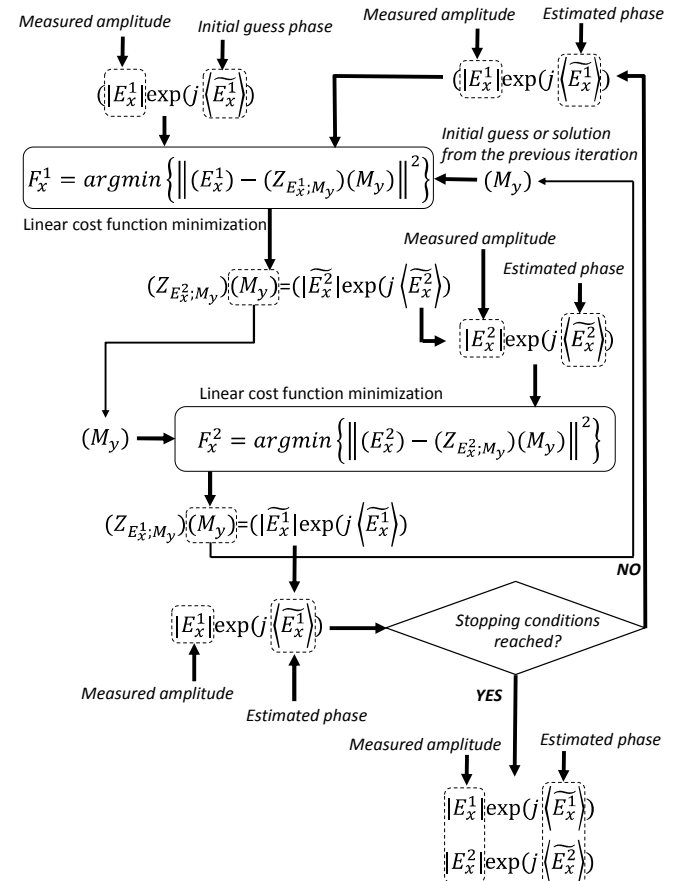 Measured amplitude
Initial guess phase
(|E_x^1|exp(j⟨Ẽ_x^1⟩)
Measured amplitude
Estimated phase
(|E_x^1|exp(j⟨Ẽ_x^1⟩)
Initial guess or solution
from the previous iteration
F_x^1 = argmin{‖(E_x^1) − (Z_{E_x^1;M_y})(M_y)‖^2}
(M_y)
Linear cost function minimization
Measured amplitude
Estimated phase
(Z_{E_x^2;M_y})(M_y)=(|Ẽ_x^2|exp(j⟨Ẽ_x^2⟩)
|E_x^2|exp(j⟨Ẽ_x^2⟩)
Linear cost function minimization
(M_y)
F_x^2 = argmin{‖(E_x^2) − (Z_{E_x^2;M_y})(M_y)‖^2}
(Z_{E_x^1;M_y})(M_y)=(|Ẽ_x^1|exp(j⟨Ẽ_x^1⟩)
NO
|E_x^1|exp(j⟨Ẽ_x^1⟩)
Stopping conditions
reached?
Measured amplitude
Estimated phase
YES
Measured amplitude
Estimated phase
|E_x^1|exp(j⟨Ẽ_x^1⟩)
|E_x^2|exp(j⟨Ẽ_x^2⟩)